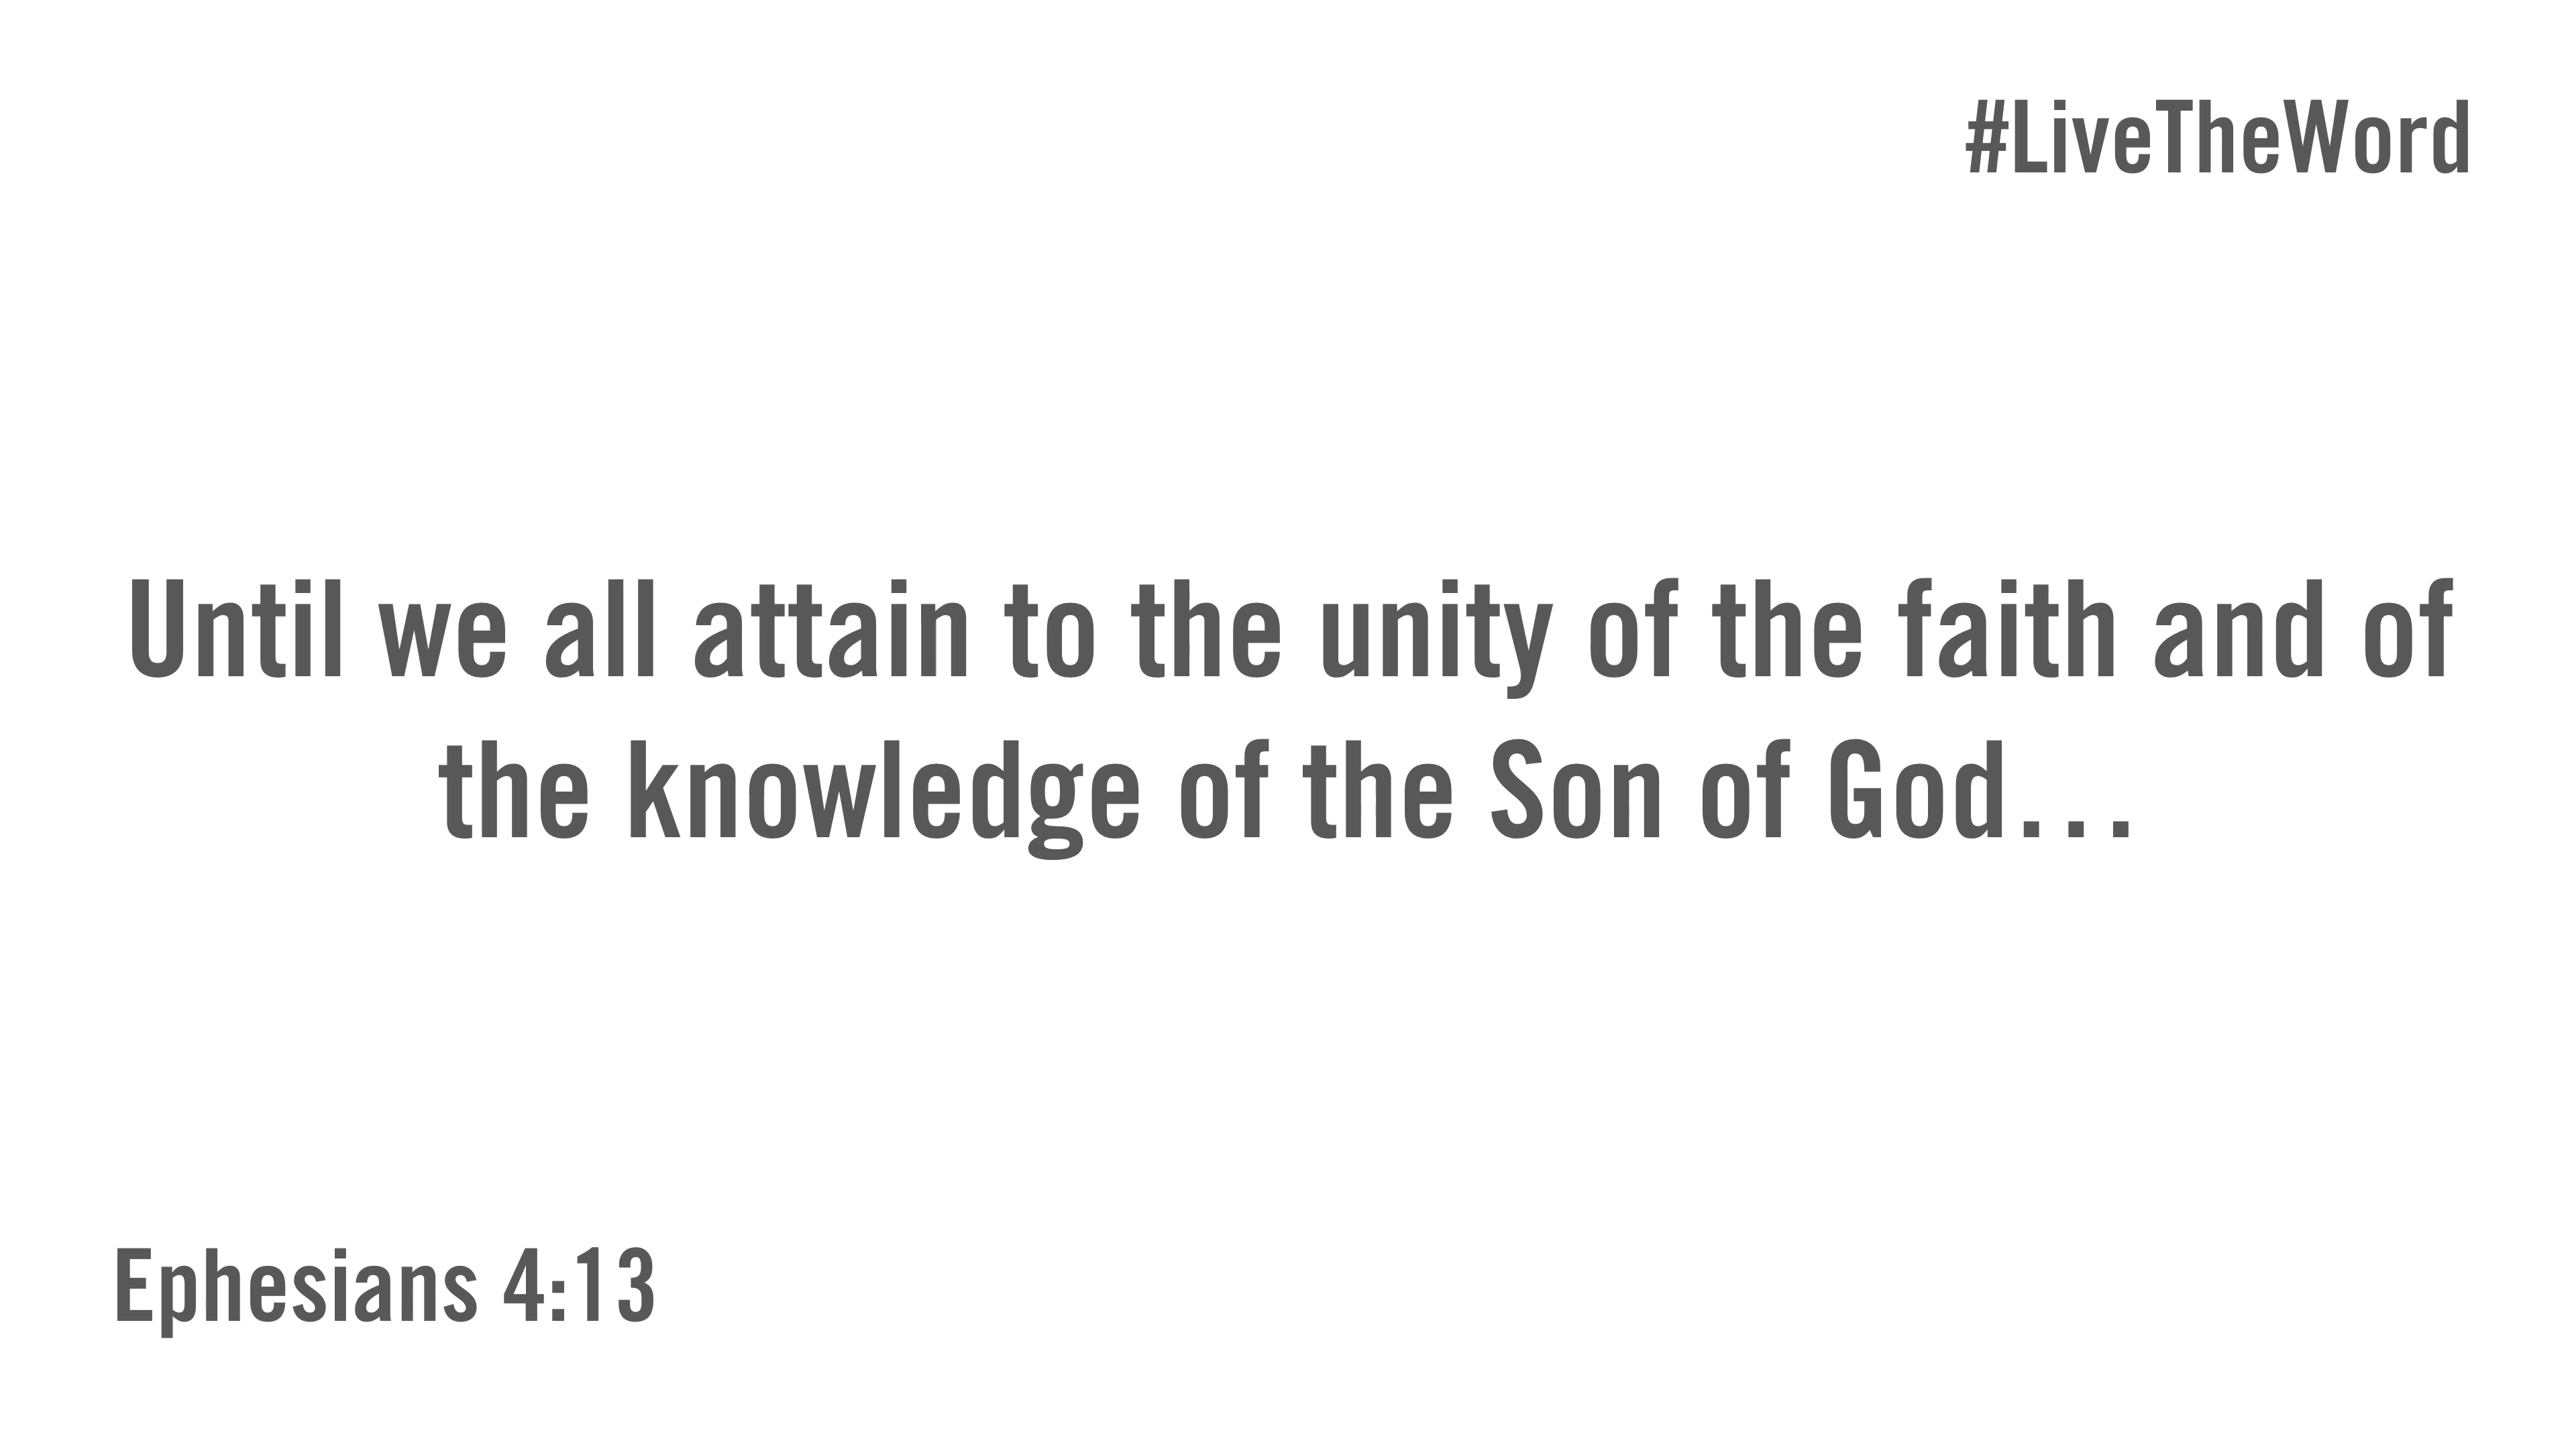 #LiveTheWord
Until we all attain to the unity of the faith and of
the knowledge of the Son of God...
Ephesians 4:13